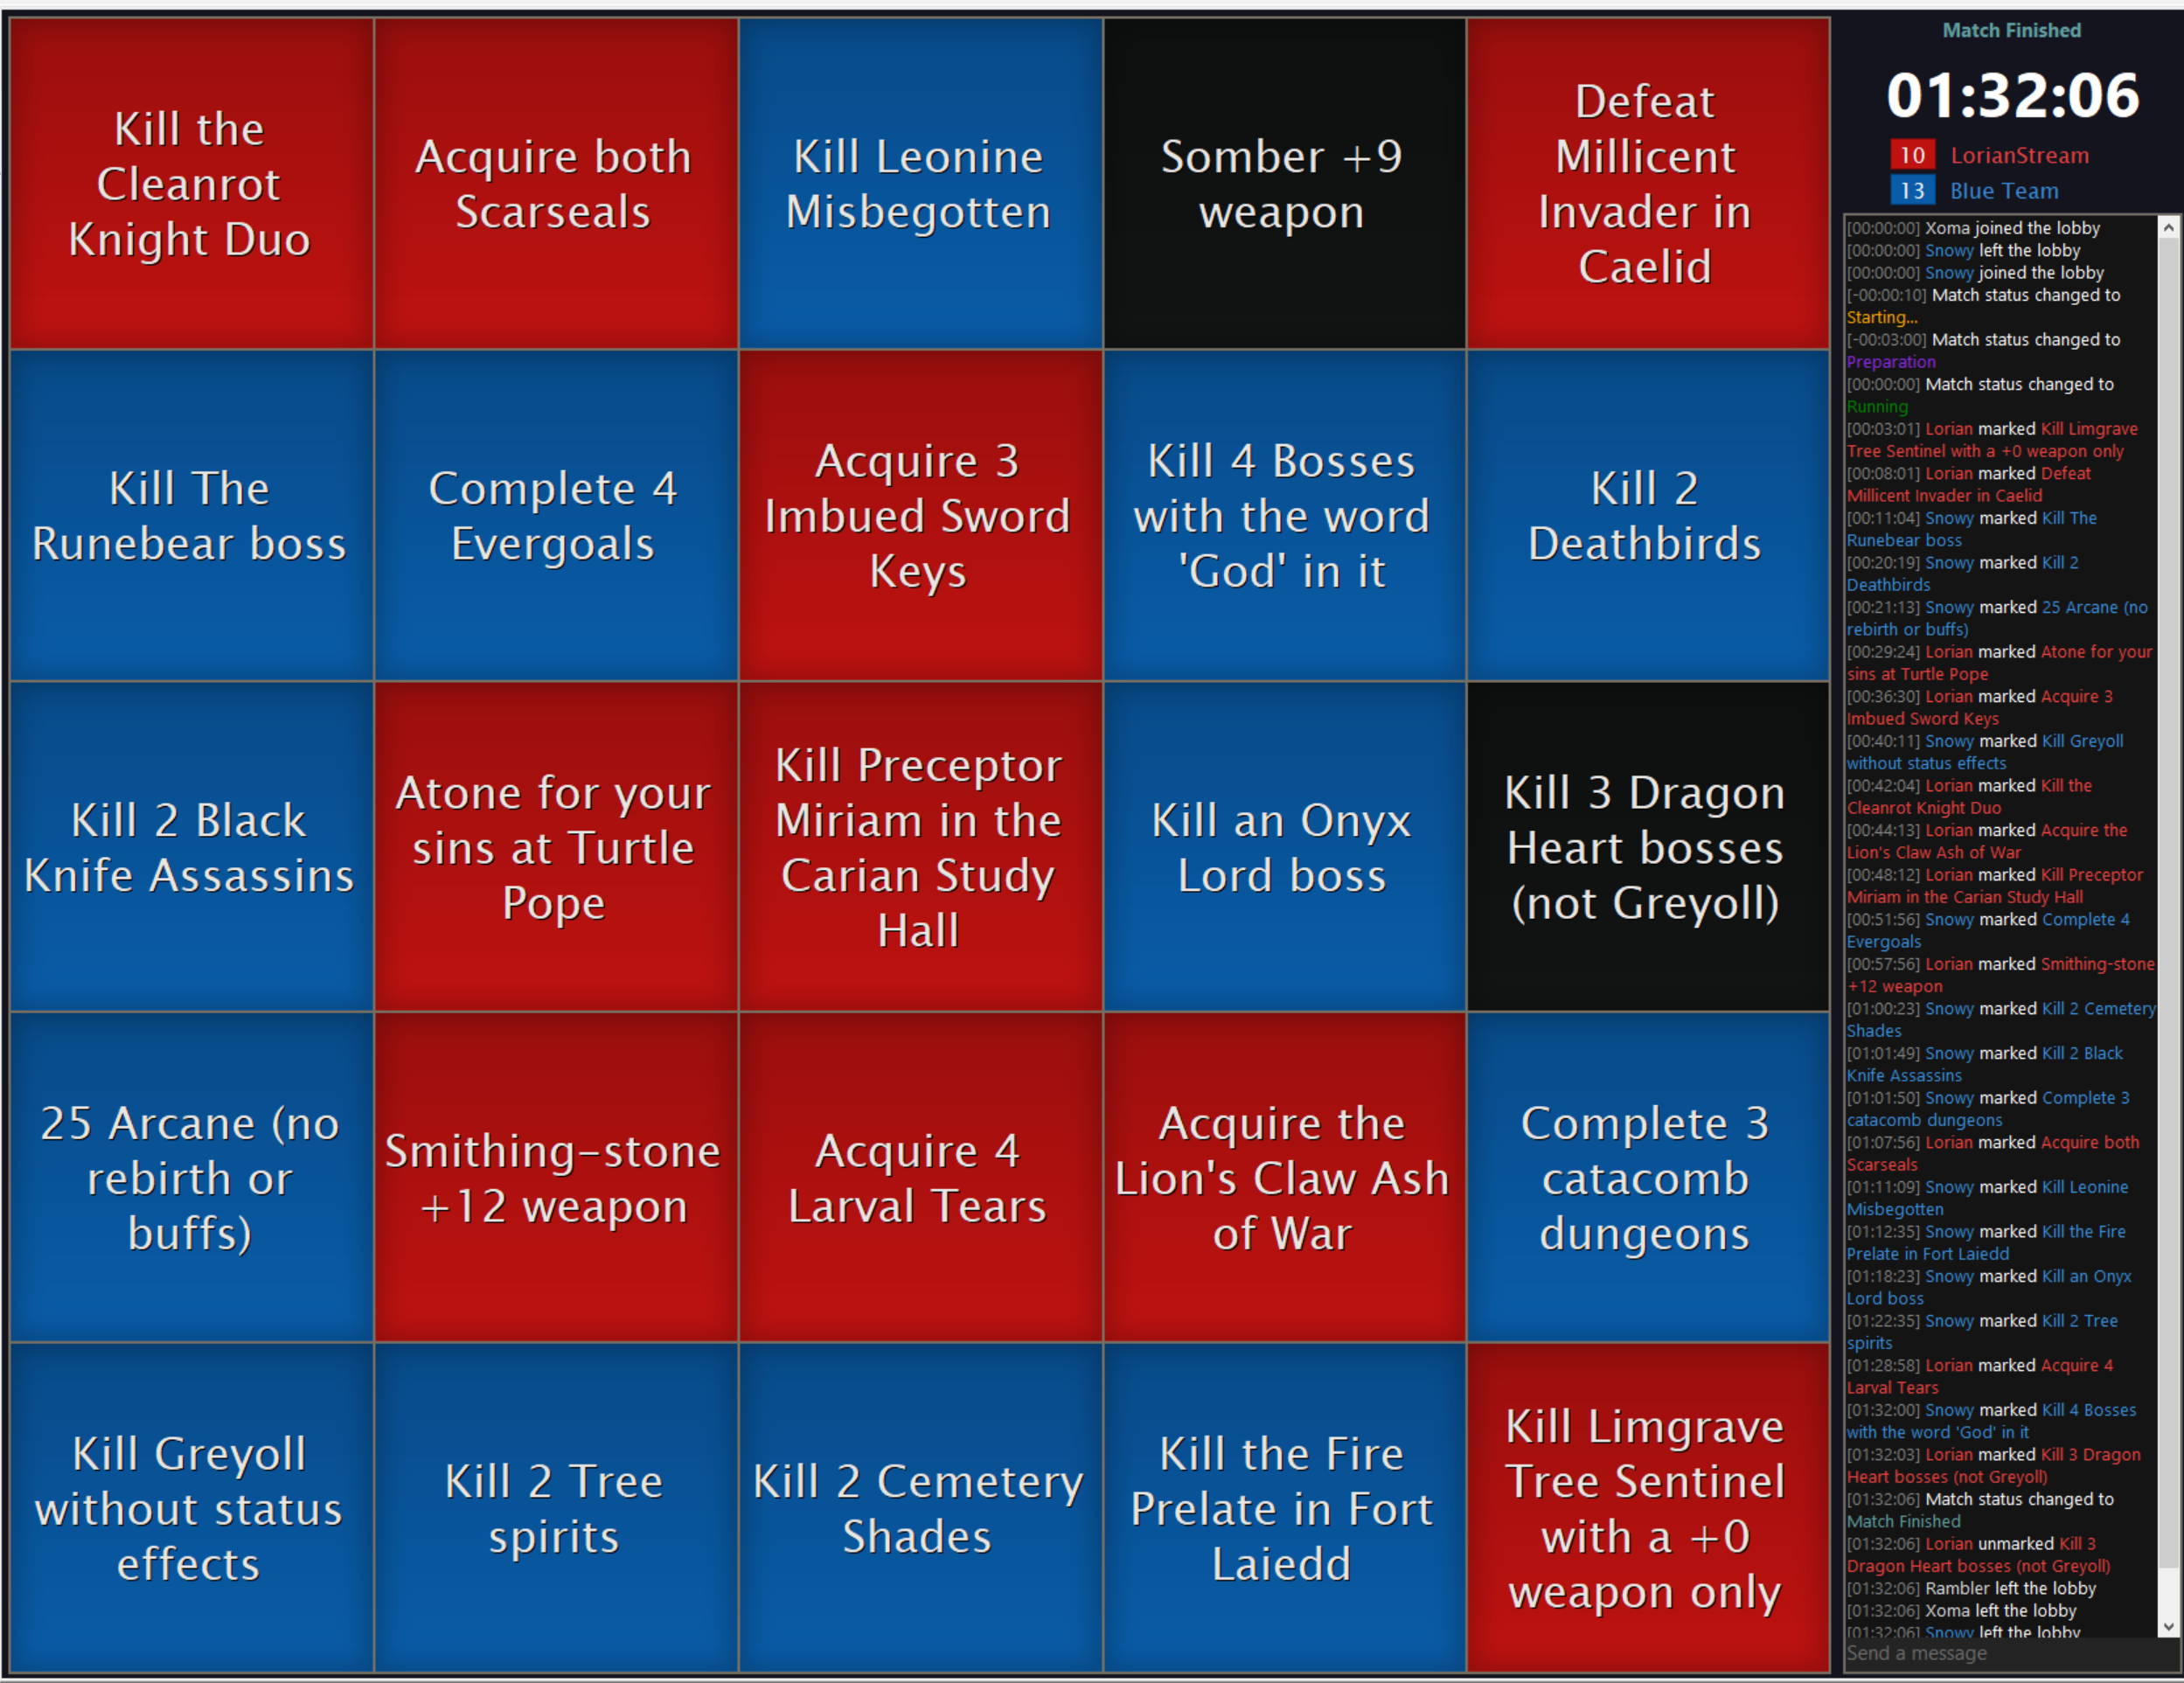 Kill the
Cleanrot
Knight Duo
Acquire both
Scarseals
Kill Leonine
Misbegotten
Somber +9
weapon
Defeat
Millicent
Invader in
Caelid
Kill The
Runebear boss
Complete 4
Evergoals
Acquire 3
Imbued Sword
Keys
Kill 4 Bosses
with the word
'God' in it
Kill 2
Deathbirds
Kill 2 Black
Knife Assassins
Atone for your
sins at Turtle
Pope
Kill Preceptor
Miriam in the
Carian Study
Hall
Kill an Onyx
Lord boss
Kill 3 Dragon
Heart bosses
(not Greyoll)
25 Arcane (no
rebirth or
buffs)
Smithing-stone
+12 weapon
Acquire 4
Larval Tears
Acquire the
Lion's Claw Ash
of War
Complete 3
catacomb
dungeons
Kill Greyoll
without status
effects
Kill 2 Tree
spirits
Kill 2 Cemetery
Shades
Kill the Fire
Prelate in Fort
Laiedd
Kill Limgrave
Tree Sentinel
with a +0
weapon only
Match Finished
01:32:06
10 LorianStream
13 Blue Team
[00:00:00] Xoma joined the lobby
[00:00:00] Snowy left the lobby
[00:00:00] Snowy joined the lobby
[-00:00:10] Match status changed to
Starting...
[-00:03:00] Match status changed to
Preparation
[00:00:00] Match status changed to
Running
[00:03:01] Lorian marked Kill Limgrave
Tree Sentinel with a +0 weapon only
[00:08:01] Lorian marked Defeat
Millicent Invader in Caelid
[00:11:04] Snowy marked Kill The
Runebear boss
[00:20:19] Snowy marked Kill 2
Deathbirds
[00:21:13] Snowy marked 25 Arcane (no
rebirth or buffs)
[00:29:24] Lorian marked Atone for your
sins at Turtle Pope
[00:36:30] Lorian marked Acquire 3
Imbued Sword Keys
[00:40:11] Snowy marked Kill Greyoll
without status effects
[00:42:04] Lorian marked Kill the
Cleanrot Knight Duo
[00:44:13] Lorian marked Acquire the
Lion's Claw Ash of War
[00:48:12] Lorian marked Kill Preceptor
Miriam in the Carian Study Hall
[00:51:56] Snowy marked Complete 4
Evergoals
[00:57:56] Lorian marked Smithing-stone
+12 weapon
[01:00:23] Snowy marked Kill 2 Cemetery
Shades
[01:01:49] Snowy marked Kill 2 Black
Knife Assassins
[01:01:50] Snowy marked Complete 3
catacomb dungeons
[01:07:56] Lorian marked Acquire both
Scarseals
[01:11:09] Snowy marked Kill Leonine
Misbegotten
[01:12:35] Snowy marked Kill the Fire
Prelate in Fort Laiedd
[01:18:23] Snowy marked Kill an Onyx
Lord boss
[01:22:35] Snowy marked Kill 2 Tree
spirits
[01:28:58] Lorian marked Acquire 4
Larval Tears
[01:32:00] Snowy marked Kill 4 Bosses
with the word 'God' in it
[01:32:03] Lorian marked Kill 3 Dragon
Heart bosses (not Greyoll)
[01:32:06] Match status changed to
Match Finished
[01:32:06] Lorian unmarked Kill 3
Dragon Heart bosses (not Greyoll)
[01:32:06] Rambler left the lobby
[01:32:06] Xoma left the lobby
[01:32:06] Snowy left the lobby
Send a message